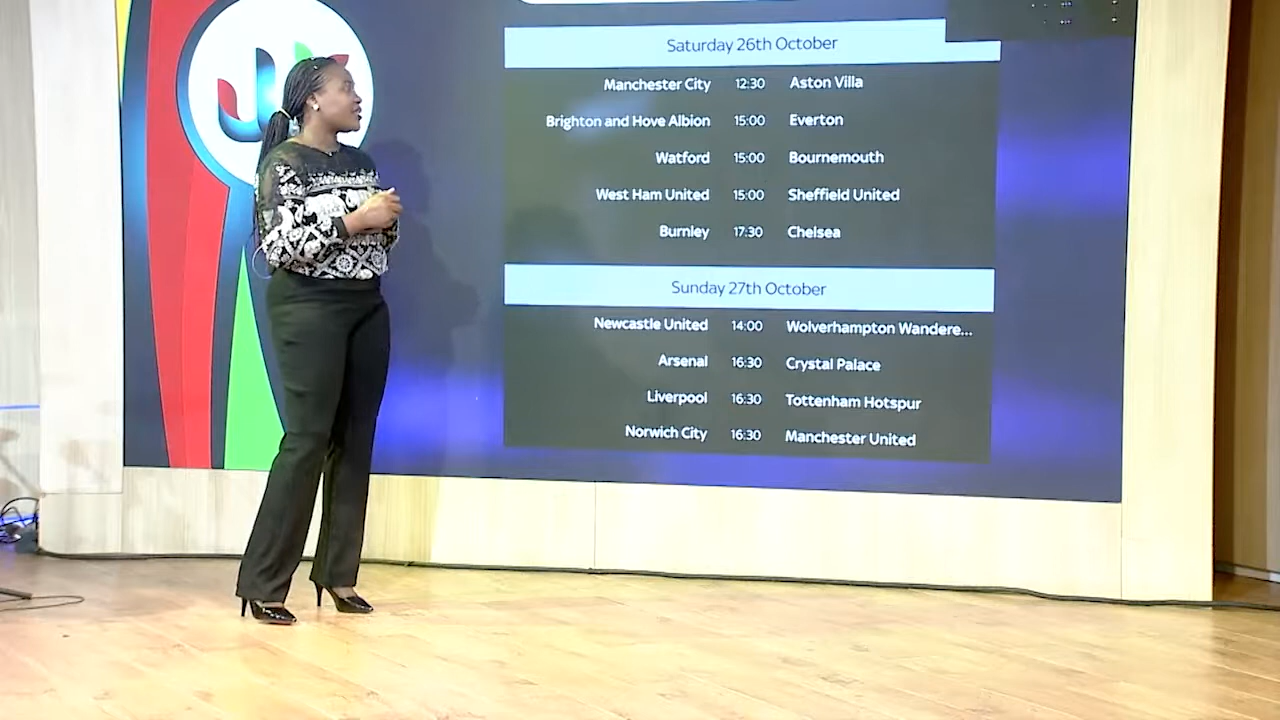 Saturday 26th October
Manchester City 12:30 Aston Villa
Brighton and Hove Albion 15:00 Everton
Watford 15:00 Bournemouth
West Ham United 15:00 Sheffield United
Burnley 17:30 Chelsea
Sunday 27th October
Newcastle United 14:00 Wolverhampton Wandere...
Arsenal 16:30 Crystal Palace
Liverpool 16:30 Tottenham Hotspur
Norwich City 16:30 Manchester United